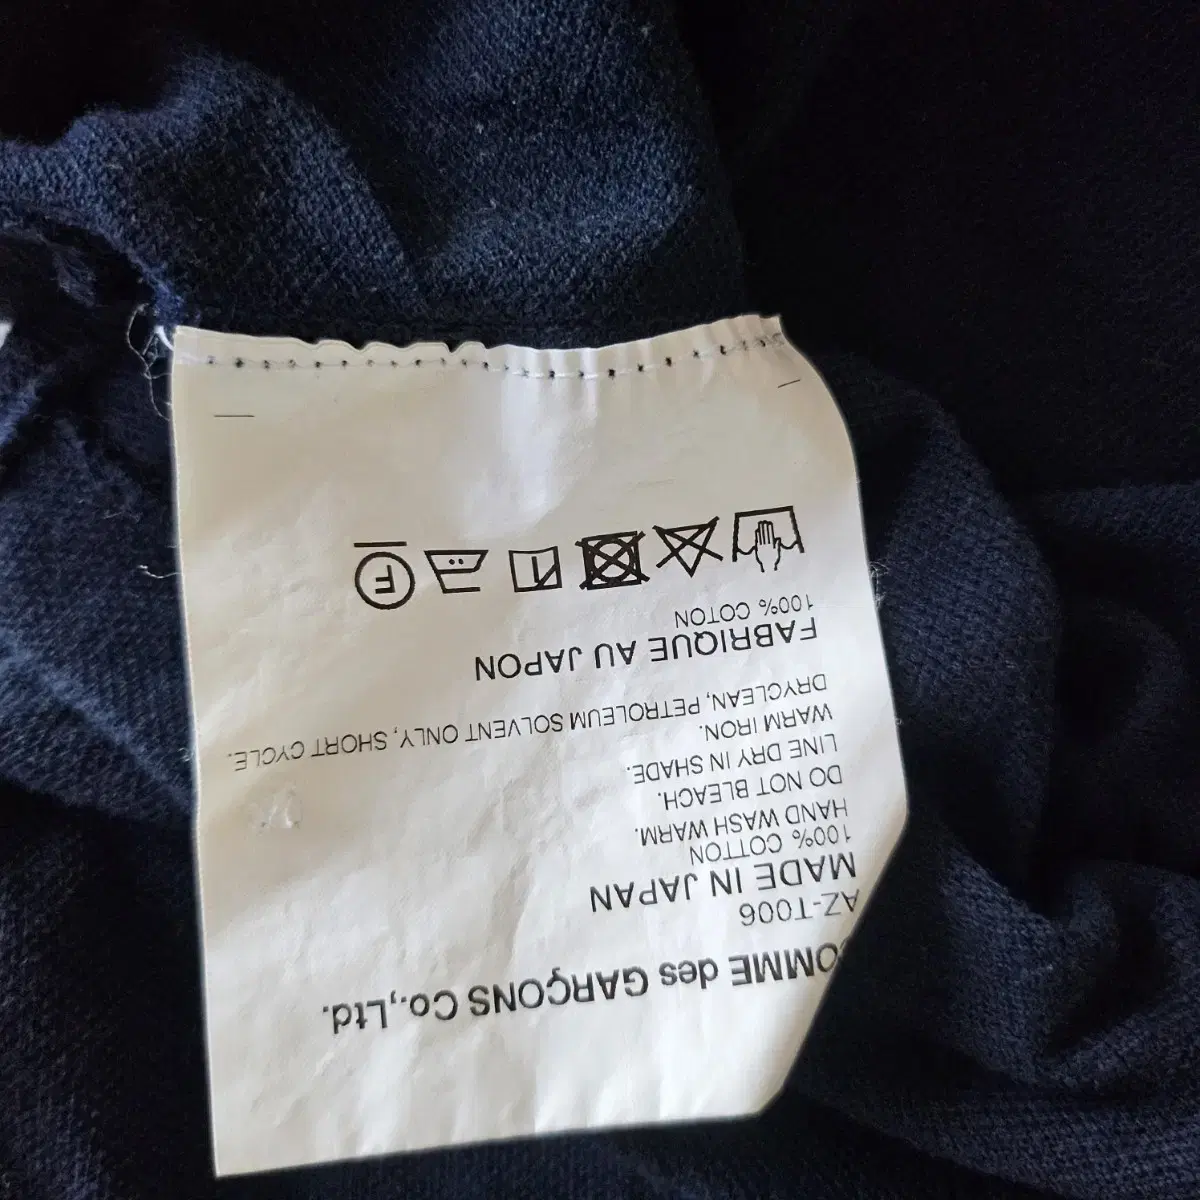 COMME des GARÇONS Co.,Ltd.
AZ-T006
MADE IN JAPAN
100% COTTON
HAND WASH WARM.
DO NOT BLEACH.
LINE DRY IN SHADE.
WARM IRON.
DRYCLEAN, PETROLEUM SOLVENT ONLY, SHORT CYCLE.
FABRIQUE AU JAPON
100% COTON
F